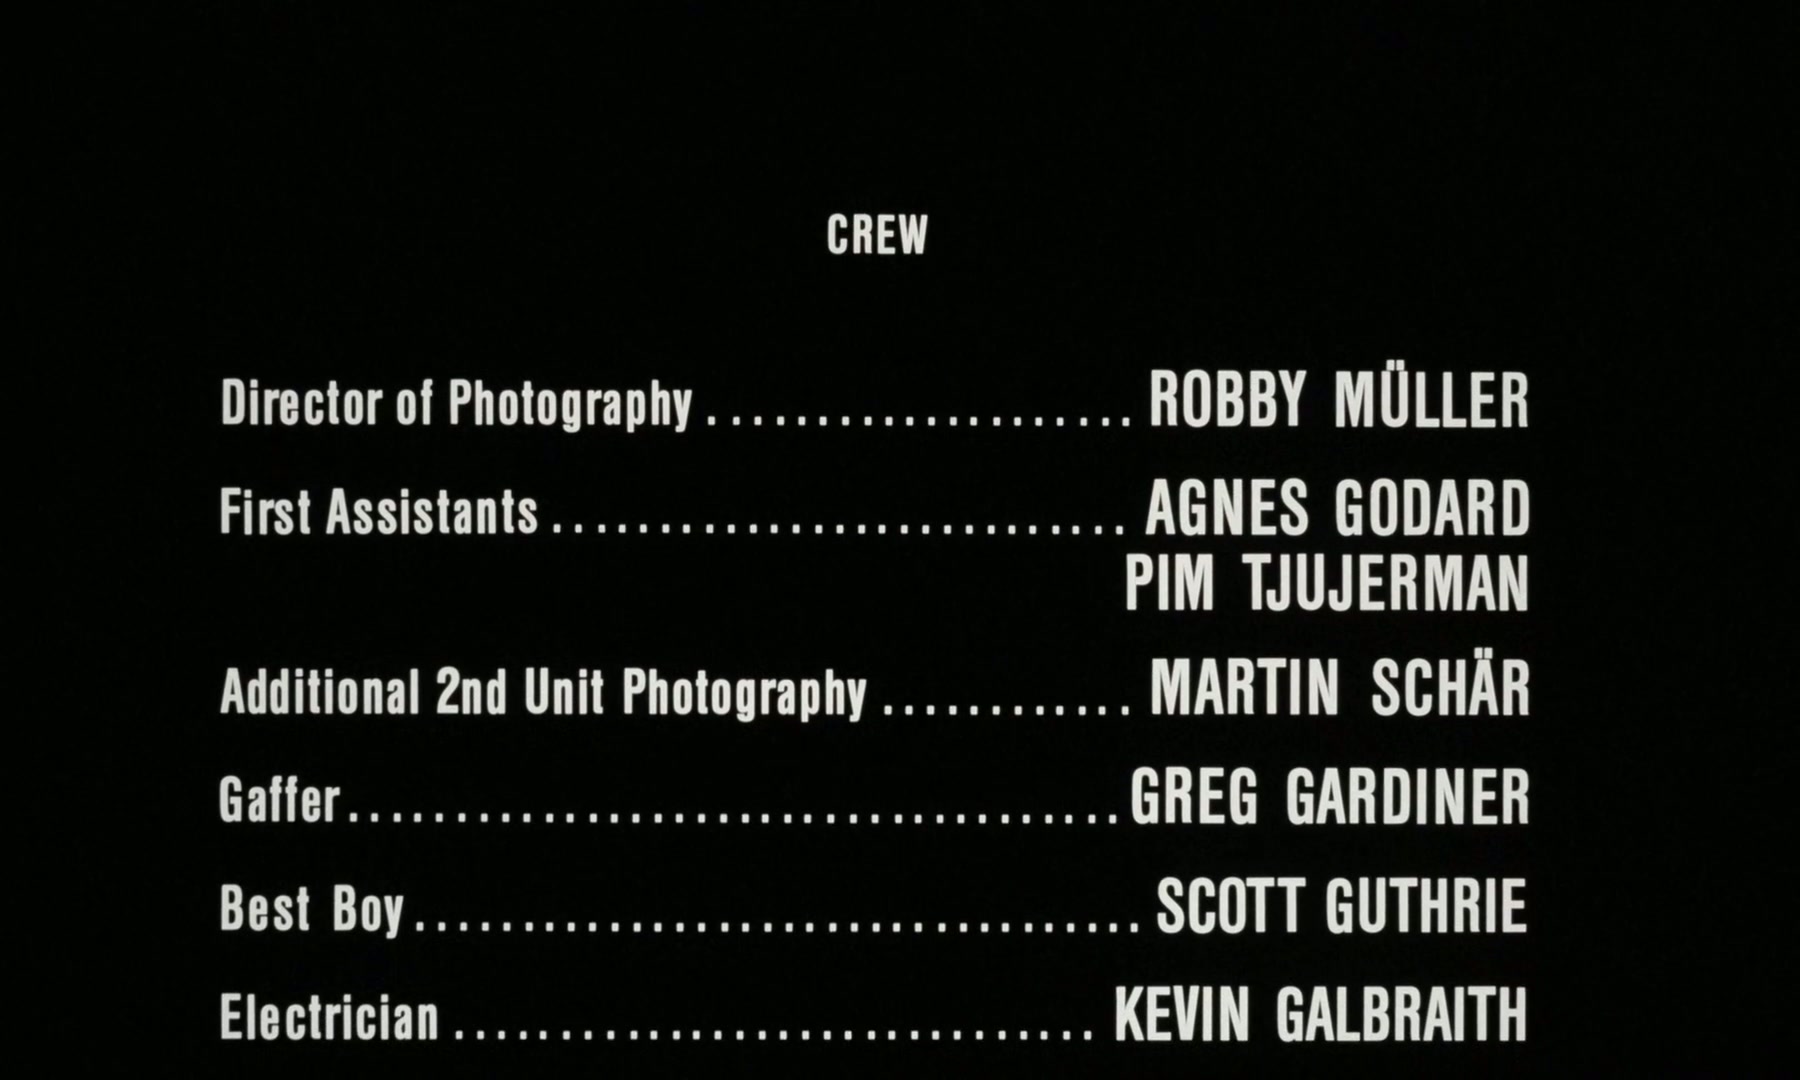 CREW
Director of Photography .................... ROBBY MÜLLER
First Assistants ........................... AGNES GODARD
PIM TJUJERMAN
Additional 2nd Unit Photography ............ MARTIN SCHÄR
Gaffer .................................... GREG GARDINER
Best Boy .................................. SCOTT GUTHRIE
Electrician .............................. KEVIN GALBRAITH